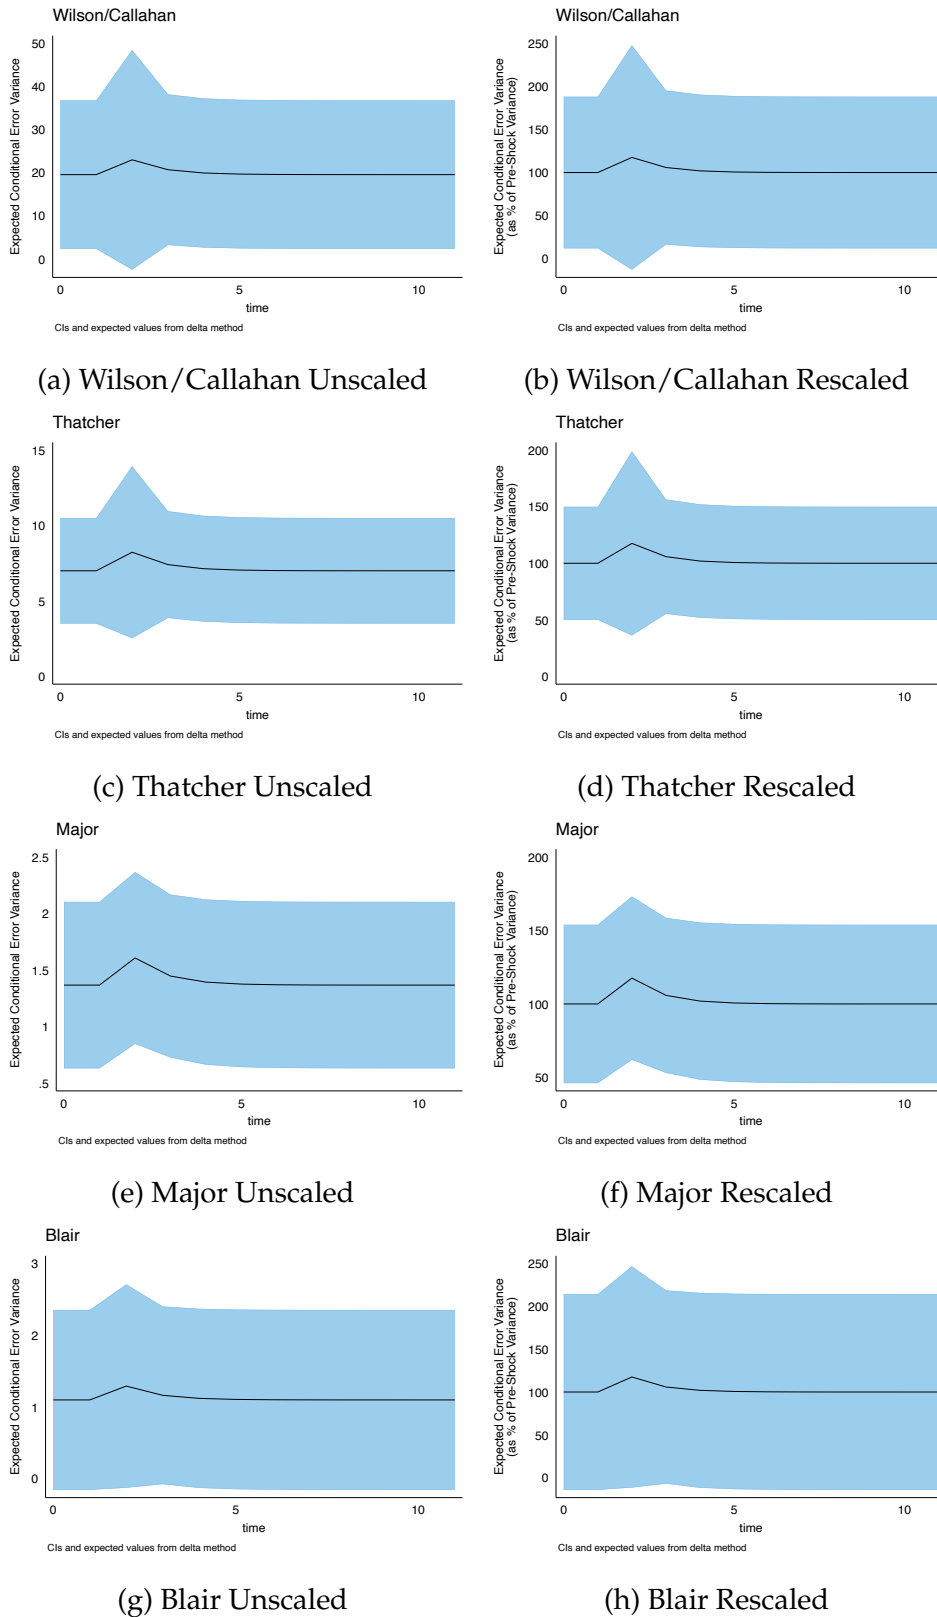 Wilson/Callahan
Expected Conditional Error Variance
50
40
30
20
10
0
0 5 10
time
CIs and expected values from delta method
(a) Wilson/Callahan Unscaled
Wilson/Callahan
Expected Conditional Error Variance
(as % of Pre-Shock Variance)
250
200
150
100
50
0
0 5 10
time
CIs and expected values from delta method
(b) Wilson/Callahan Rescaled
Thatcher
Expected Conditional Error Variance
15
10
5
0
0 5 10
time
CIs and expected values from delta method
(c) Thatcher Unscaled
Thatcher
Expected Conditional Error Variance
(as % of Pre-Shock Variance)
200
150
100
50
0
0 5 10
time
CIs and expected values from delta method
(d) Thatcher Rescaled
Major
Expected Conditional Error Variance
2.5
2
1.5
1
.5
0 5 10
time
CIs and expected values from delta method
(e) Major Unscaled
Major
Expected Conditional Error Variance
(as % of Pre-Shock Variance)
200
150
100
50
0 5 10
time
CIs and expected values from delta method
(f) Major Rescaled
Blair
Expected Conditional Error Variance
3
2
1
0
0 5 10
time
CIs and expected values from delta method
(g) Blair Unscaled
Blair
Expected Conditional Error Variance
(as % of Pre-Shock Variance)
250
200
150
100
50
0
0 5 10
time
CIs and expected values from delta method
(h) Blair Rescaled